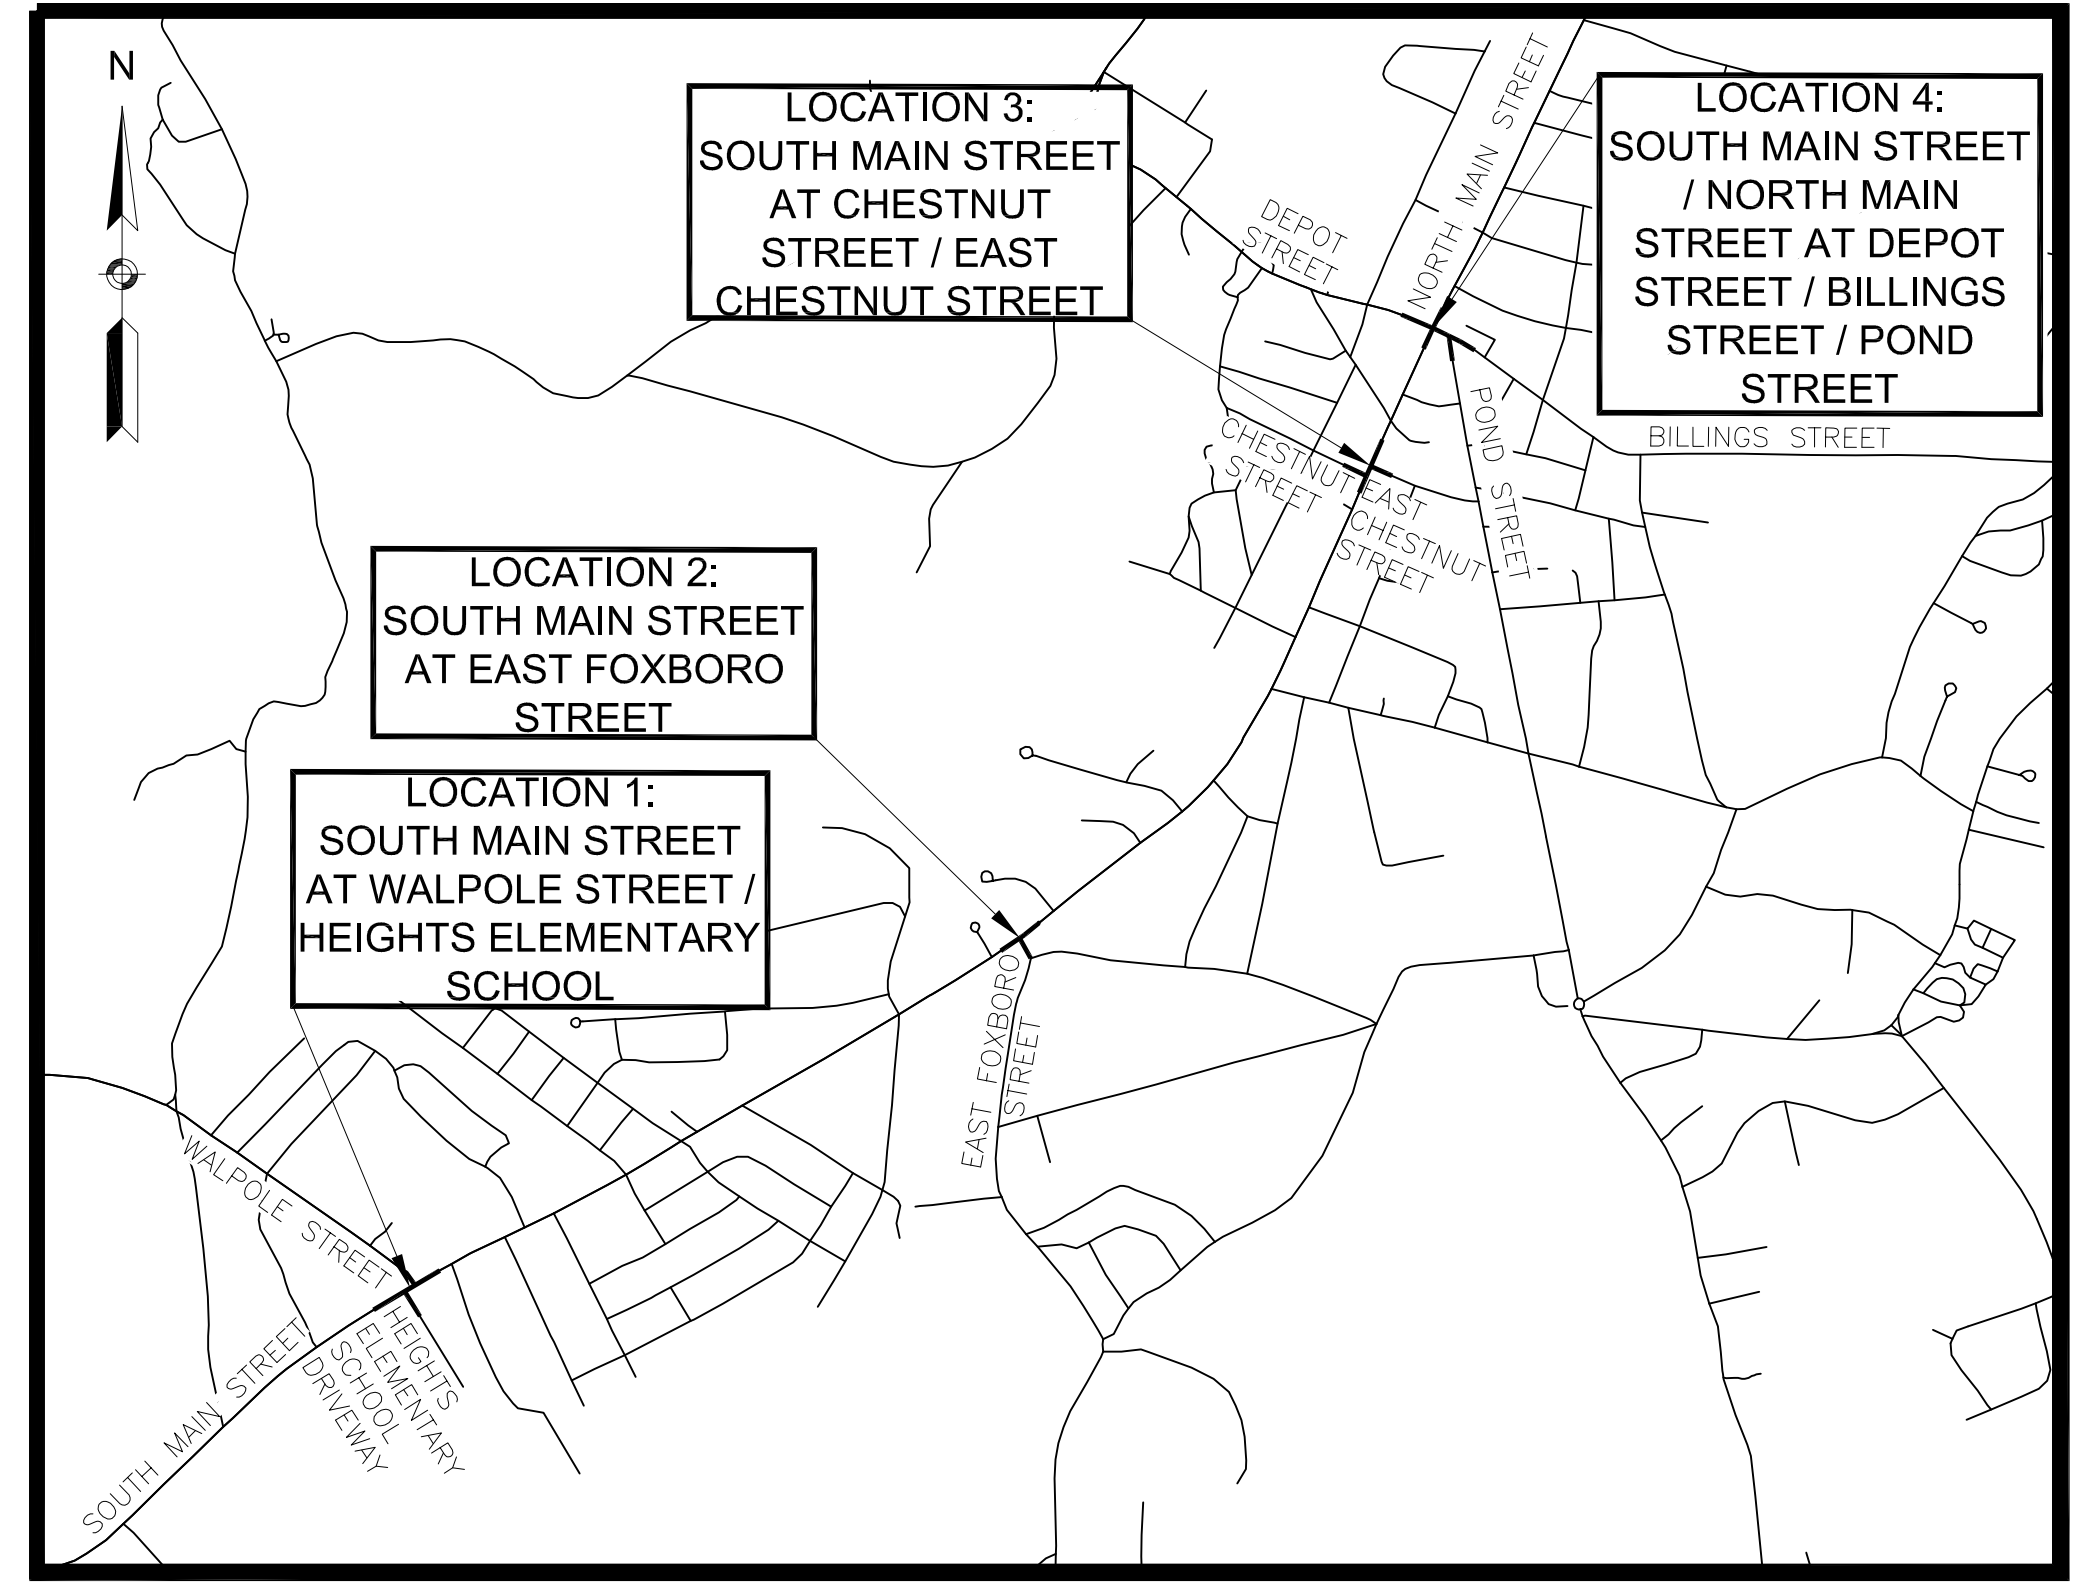 N
LOCATION 3:
SOUTH MAIN STREET
AT CHESTNUT
STREET / EAST
CHESTNUT STREET
LOCATION 4:
SOUTH MAIN STREET
/ NORTH MAIN
STREET AT DEPOT
STREET / BILLINGS
STREET / POND
STREET
NORTH MAIN STREET
DEPOT
STREET
BILLINGS STREET
POND STREET
CHESTNUT
STREET
EAST
CHESTNUT
STREET
LOCATION 2:
SOUTH MAIN STREET
AT EAST FOXBORO
STREET
LOCATION 1:
SOUTH MAIN STREET
AT WALPOLE STREET /
HEIGHTS ELEMENTARY
SCHOOL
EAST FOXBORO
STREET
WALPOLE STREET
SOUTH MAIN STREET
HEIGHTS
ELEMENTARY
SCHOOL
DRIVEWAY